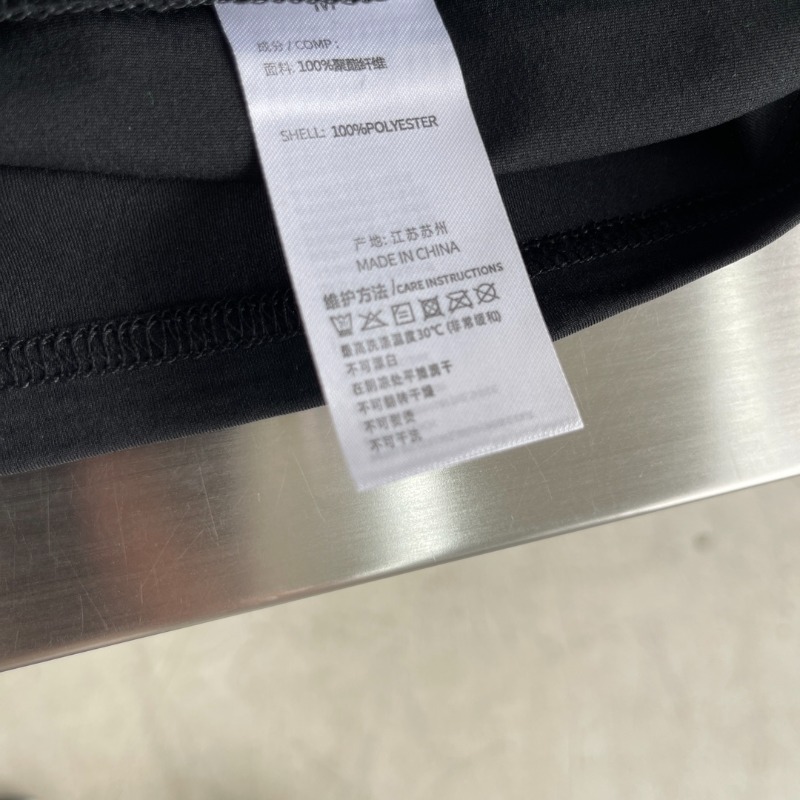 M
成分 / COMP :
面料: 100%聚酯纤维
SHELL: 100%POLYESTER
产地: 江苏苏州
MADE IN CHINA
维护方法 / CARE INSTRUCTIONS
最高洗涤温度30℃ (非常缓和)
不可漂白
在阴凉处平摊晾干
不可翻转干燥
不可熨烫
不可干洗